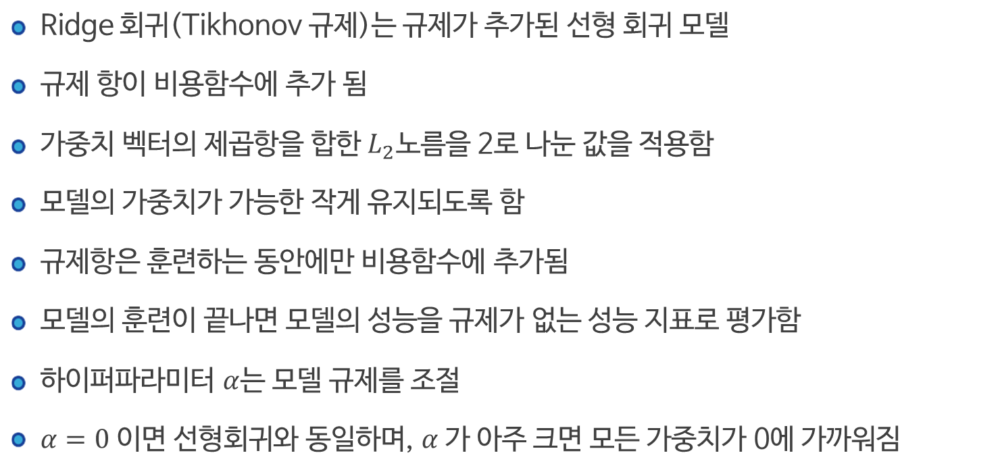 Ridge 회귀(Tikhonov 규제)는 규제가 추가된 선형 회귀 모델
규제 항이 비용함수에 추가 됨
가중치 벡터의 제곱항을 합한 𝐿₂노름을 2로 나눈 값을 적용함
모델의 가중치가 가능한 작게 유지되도록 함
규제항은 훈련하는 동안에만 비용함수에 추가됨
모델의 훈련이 끝나면 모델의 성능을 규제가 없는 성능 지표로 평가함
하이퍼파라미터 𝛼는 모델 규제를 조절
𝛼 = 0 이면 선형회귀와 동일하며, 𝛼 가 아주 크면 모든 가중치가 0에 가까워짐